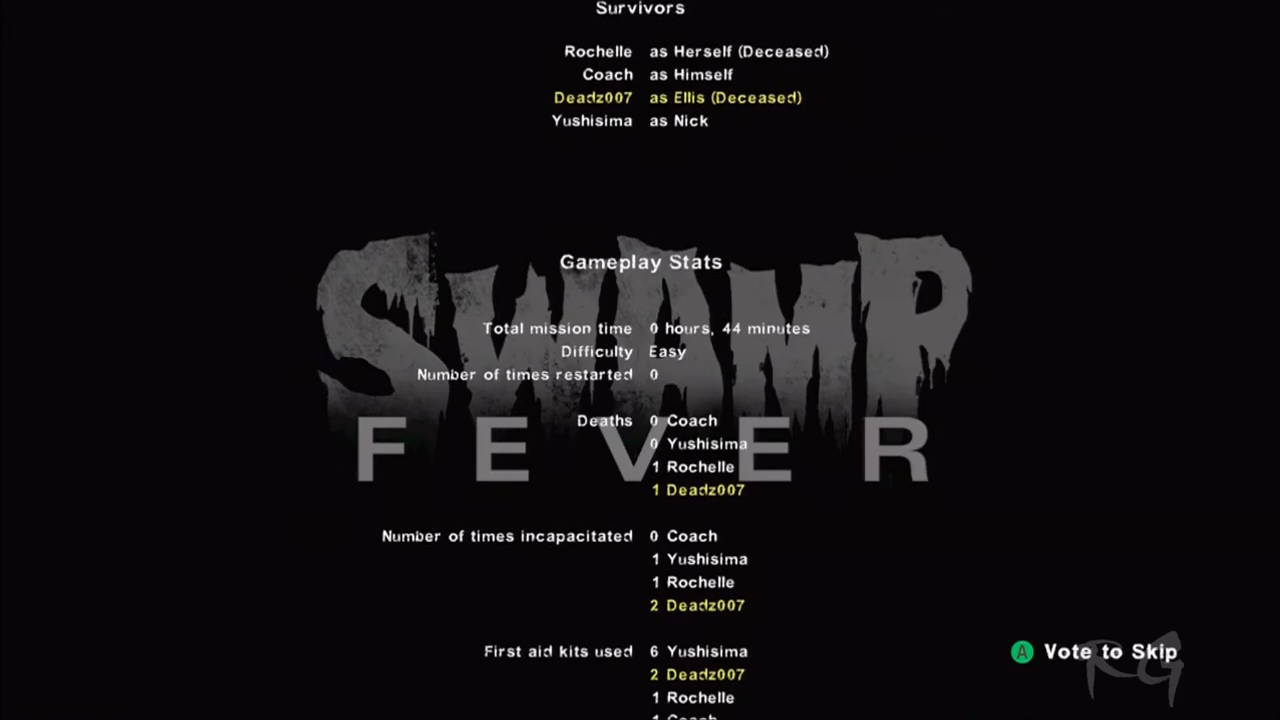 Survivors
Rochelle as Herself (Deceased)
Coach as Himself
Deadz007 as Ellis (Deceased)
Yushisima as Nick
SWAMP
FEVER
Gameplay Stats
Total mission time 0 hours, 44 minutes
Difficulty Easy
Number of times restarted 0
Deaths 0 Coach
0 Yushisima
1 Rochelle
1 Deadz007
Number of times incapacitated 0 Coach
1 Yushisima
1 Rochelle
2 Deadz007
First aid kits used 6 Yushisima
2 Deadz007
1 Rochelle
1 Coach
A Vote to Skip
RG